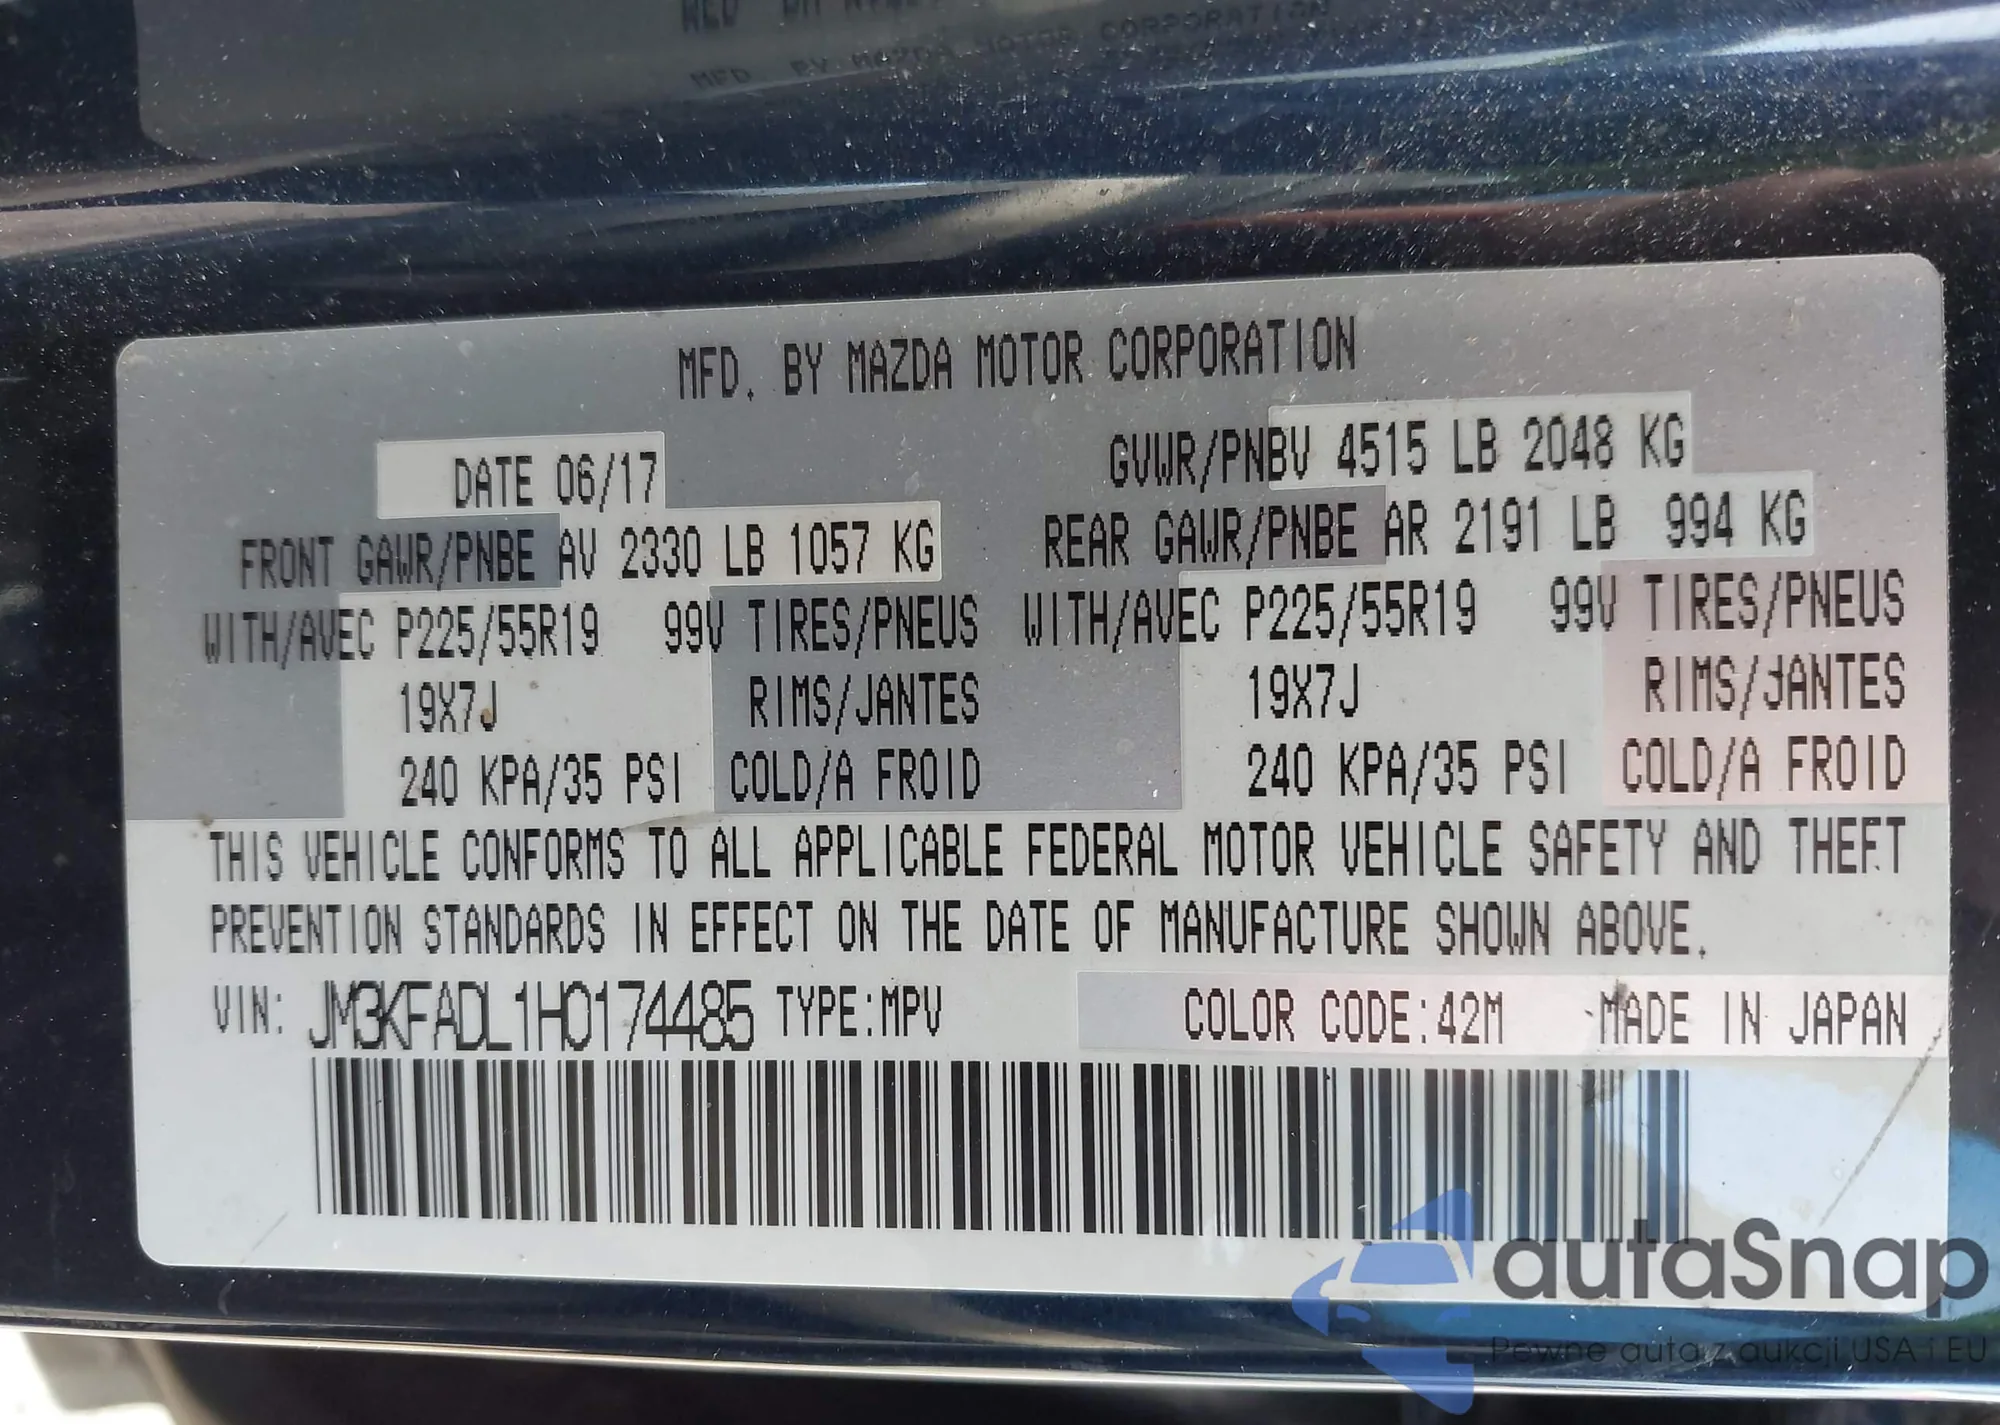 MFD. BY MAZDA MOTOR CORPORATION
DATE 06/17 GVWR/PNBV 4515 LB 2048 KG
FRONT GAWR/PNBE AV 2330 LB 1057 KG REAR GAWR/PNBE AR 2191 LB 994 KG
WITH/AVEC P225/55R19 99V TIRES/PNEUS WITH/AVEC P225/55R19 99V TIRES/PNEUS
19X7J RIMS/JANTES 19X7J RIMS/JANTES
240 KPA/35 PSI COLD/A FROID 240 KPA/35 PSI COLD/A FROID
THIS VEHICLE CONFORMS TO ALL APPLICABLE FEDERAL MOTOR VEHICLE SAFETY AND THEFT
PREVENTION STANDARDS IN EFFECT ON THE DATE OF MANUFACTURE SHOWN ABOVE.
VIN: JM3KFADL1H0174485 TYPE:MPV COLOR CODE:42M MADE IN JAPAN
autaSnap
Pewne auta z aukcji USA i EU